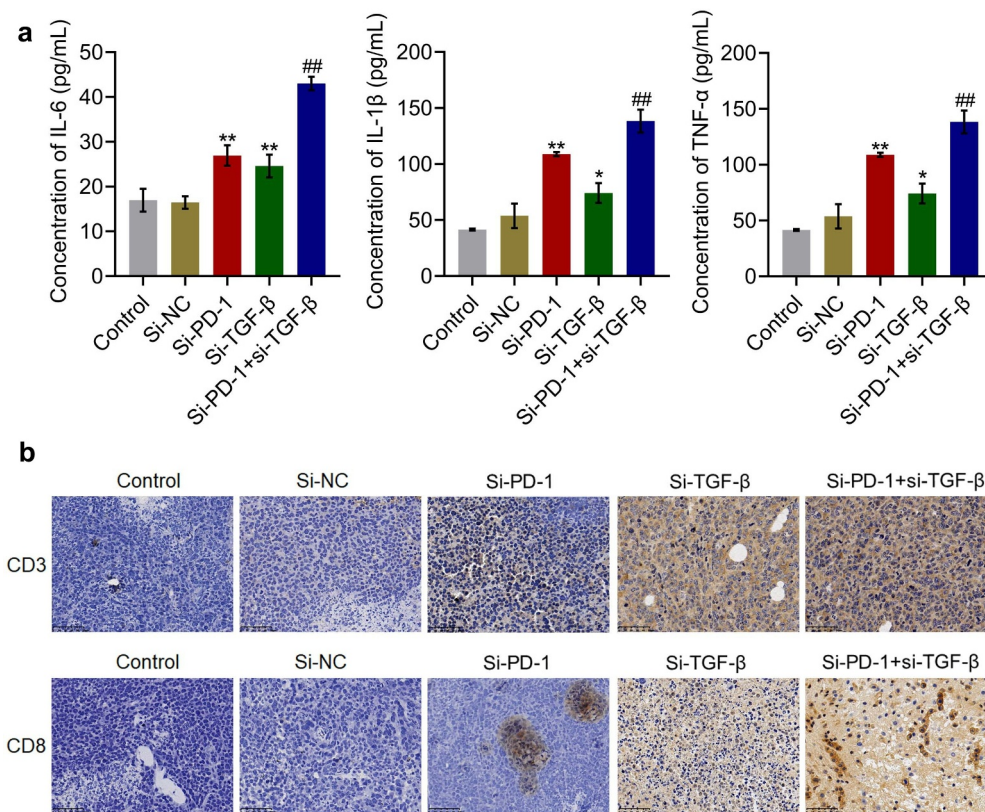 a
Concentration of IL-6 (pg/mL)
50
40
30
20
10
0
**
**
##
Control
Si-NC
Si-PD-1
Si-TGF-β
Si-PD-1+si-TGF-β
Concentration of IL-1β (pg/mL)
200
150
100
50
0
**
*
##
Control
Si-NC
Si-PD-1
Si-TGF-β
Si-PD-1+si-TGF-β
Concentration of TNF-α (pg/mL)
200
150
100
50
0
**
*
##
Control
Si-NC
Si-PD-1
Si-TGF-β
Si-PD-1+si-TGF-β
b
Control Si-NC Si-PD-1 Si-TGF-β Si-PD-1+si-TGF-β
CD3
Control Si-NC Si-PD-1 Si-TGF-β Si-PD-1+si-TGF-β
CD8